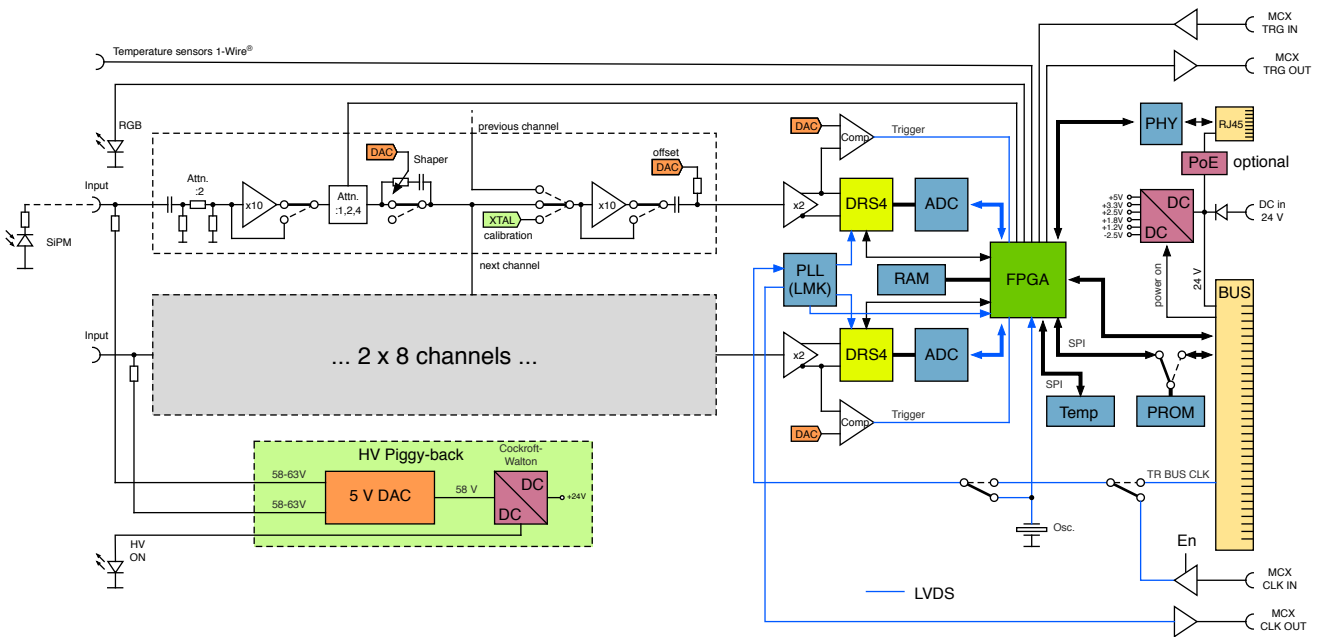 MCX
TRG IN
Temperature sensors 1-Wire®
MCX
TRG OUT
RGB
previous channel
DAC
Comp
Trigger
PHY
RJ45
PoE
optional
DAC
Shaper
offset
DAC
Input
Attn.
:2
x10
Attn.
:1,2,4
XTAL
calibration
x10
x2
DRS4
ADC
+5V
+3.3V
+2.5V
+1.8V
+1.2V
-2.5V
DC
DC
DC in
24 V
SiPM
next channel
PLL
(LMK)
RAM
FPGA
power on
24 V
BUS
Input
... 2 x 8 channels ...
x2
DRS4
ADC
SPI
SPI
Temp
PROM
Trigger
Comp
DAC
HV Piggy-back
Cockroft-
Walton
58-63V
5 V DAC
58 V
DC
DC
+24V
58-63V
TR BUS CLK
Osc.
HV
ON
En
MCX
CLK IN
LVDS
MCX
CLK OUT